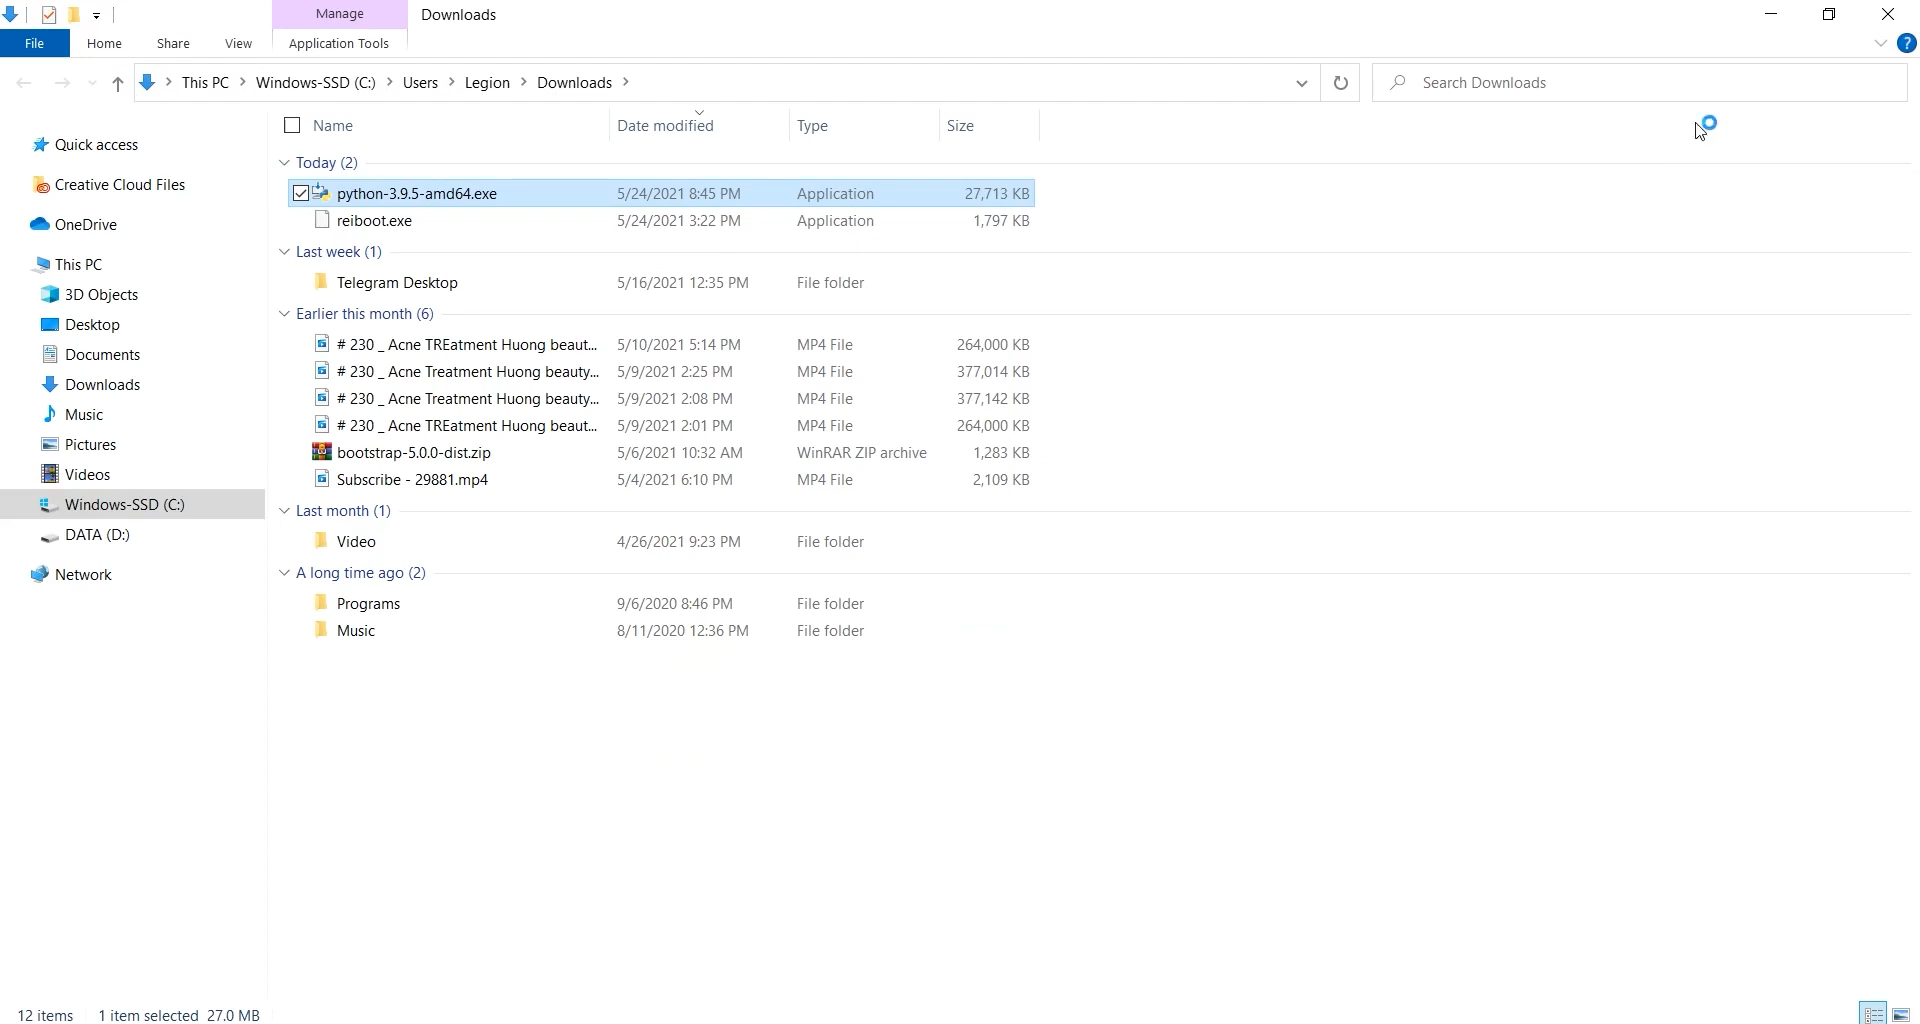 Manage Downloads
File Home Share View Application Tools ?
This PC Windows-SSD (C:) Users Legion Downloads Search Downloads
Quick access
Creative Cloud Files
OneDrive
This PC
3D Objects
Desktop
Documents
Downloads
Music
Pictures
Videos
Windows-SSD (C:)
DATA (D:)
Network
Name Date modified Type Size
Today (2)
python-3.9.5-amd64.exe 5/24/2021 8:45 PM Application 27,713 KB
reiboot.exe 5/24/2021 3:22 PM Application 1,797 KB
Last week (1)
Telegram Desktop 5/16/2021 12:35 PM File folder
Earlier this month (6)
# 230 _ Acne TREatment Huong beaut... 5/10/2021 5:14 PM MP4 File 264,000 KB
# 230 _ Acne Treatment Huong beauty... 5/9/2021 2:25 PM MP4 File 377,014 KB
# 230 _ Acne Treatment Huong beauty... 5/9/2021 2:08 PM MP4 File 377,142 KB
# 230 _ Acne TREatment Huong beaut... 5/9/2021 2:01 PM MP4 File 264,000 KB
bootstrap-5.0.0-dist.zip 5/6/2021 10:32 AM WinRAR ZIP archive 1,283 KB
Subscribe - 29881.mp4 5/4/2021 6:10 PM MP4 File 2,109 KB
Last month (1)
Video 4/26/2021 9:23 PM File folder
A long time ago (2)
Programs 9/6/2020 8:46 PM File folder
Music 8/11/2020 12:36 PM File folder
12 items 1 item selected 27.0 MB